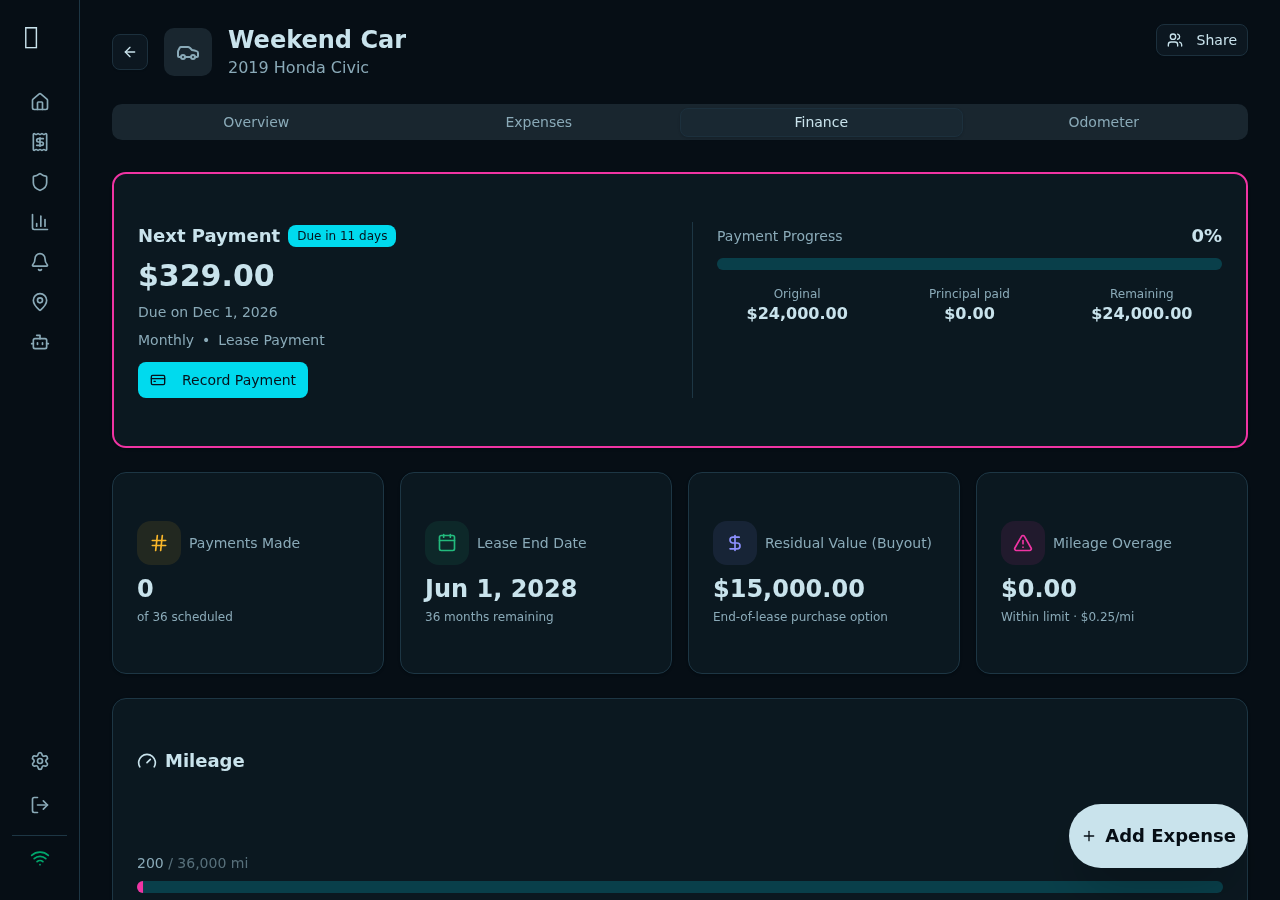 Weekend Car
2019 Honda Civic
Share
Overview
Expenses
Finance
Odometer
Next Payment
Due in 11 days
$329.00
Due on Dec 1, 2026
Monthly • Lease Payment
Record Payment
Payment Progress
0%
Original
$24,000.00
Principal paid
$0.00
Remaining
$24,000.00
Payments Made
0
of 36 scheduled
Lease End Date
Jun 1, 2028
36 months remaining
Residual Value (Buyout)
$15,000.00
End-of-lease purchase option
Mileage Overage
$0.00
Within limit · $0.25/mi
Mileage
200 / 36,000 mi
Add Expense